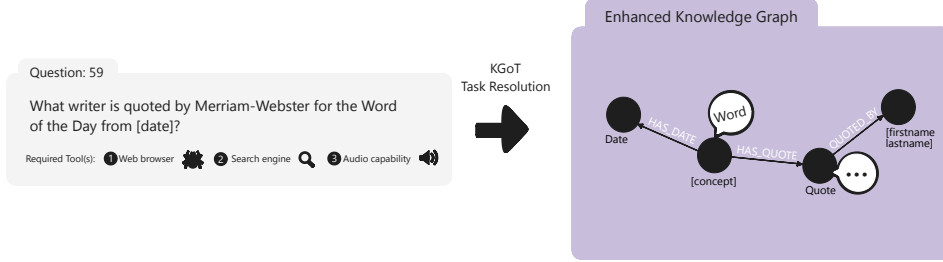 Question: 59
What writer is quoted by Merriam-Webster for the Word
of the Day from [date]?
Required Tool(s):
1 Web browser
2 Search engine
3 Audio capability
KGoT
Task Resolution
Enhanced Knowledge Graph
Date
HAS_DATE
Word
[concept]
HAS_QUOTE
Quote
QUOTED_BY
[firstname
lastname]